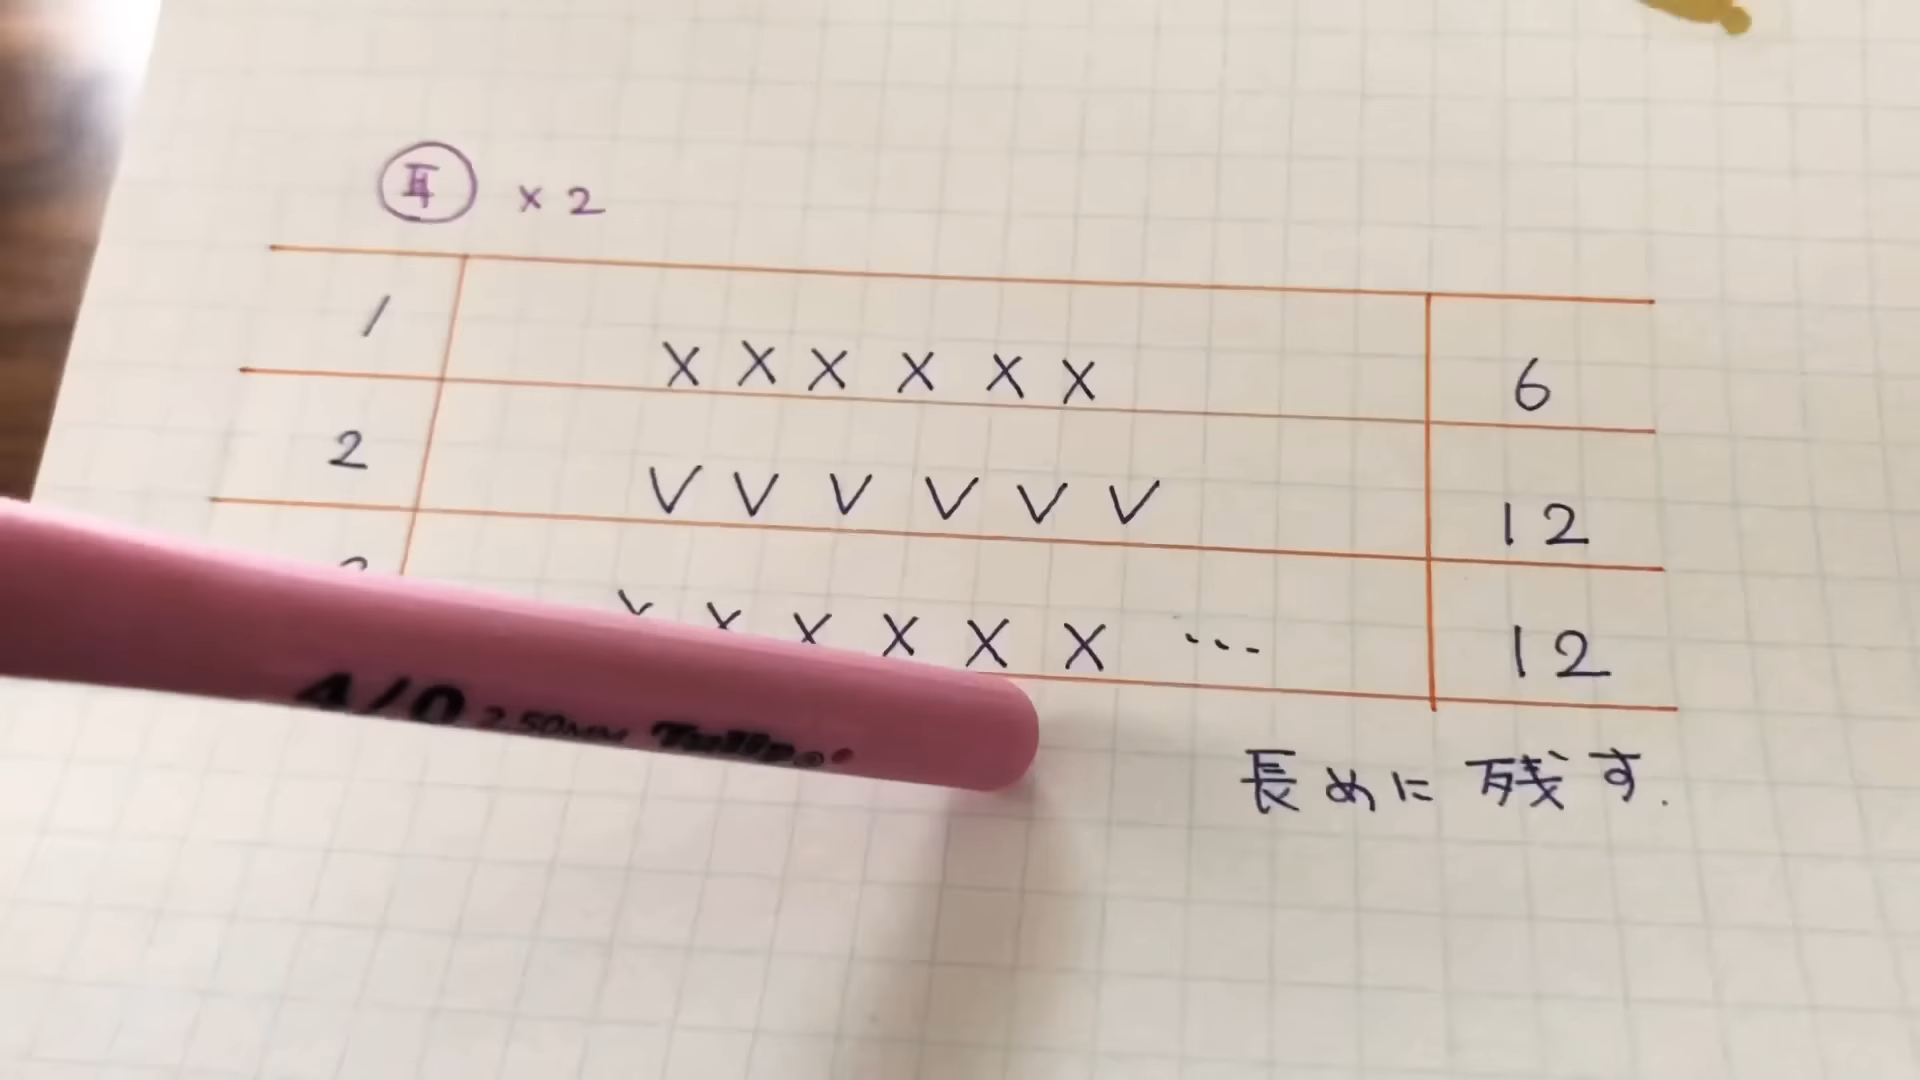 耳 × 2
1 X X X X X X 6
2 V V V V V V 12
X X X X X X ... 12
4/0 2.50MM Tulip
長めに残す.